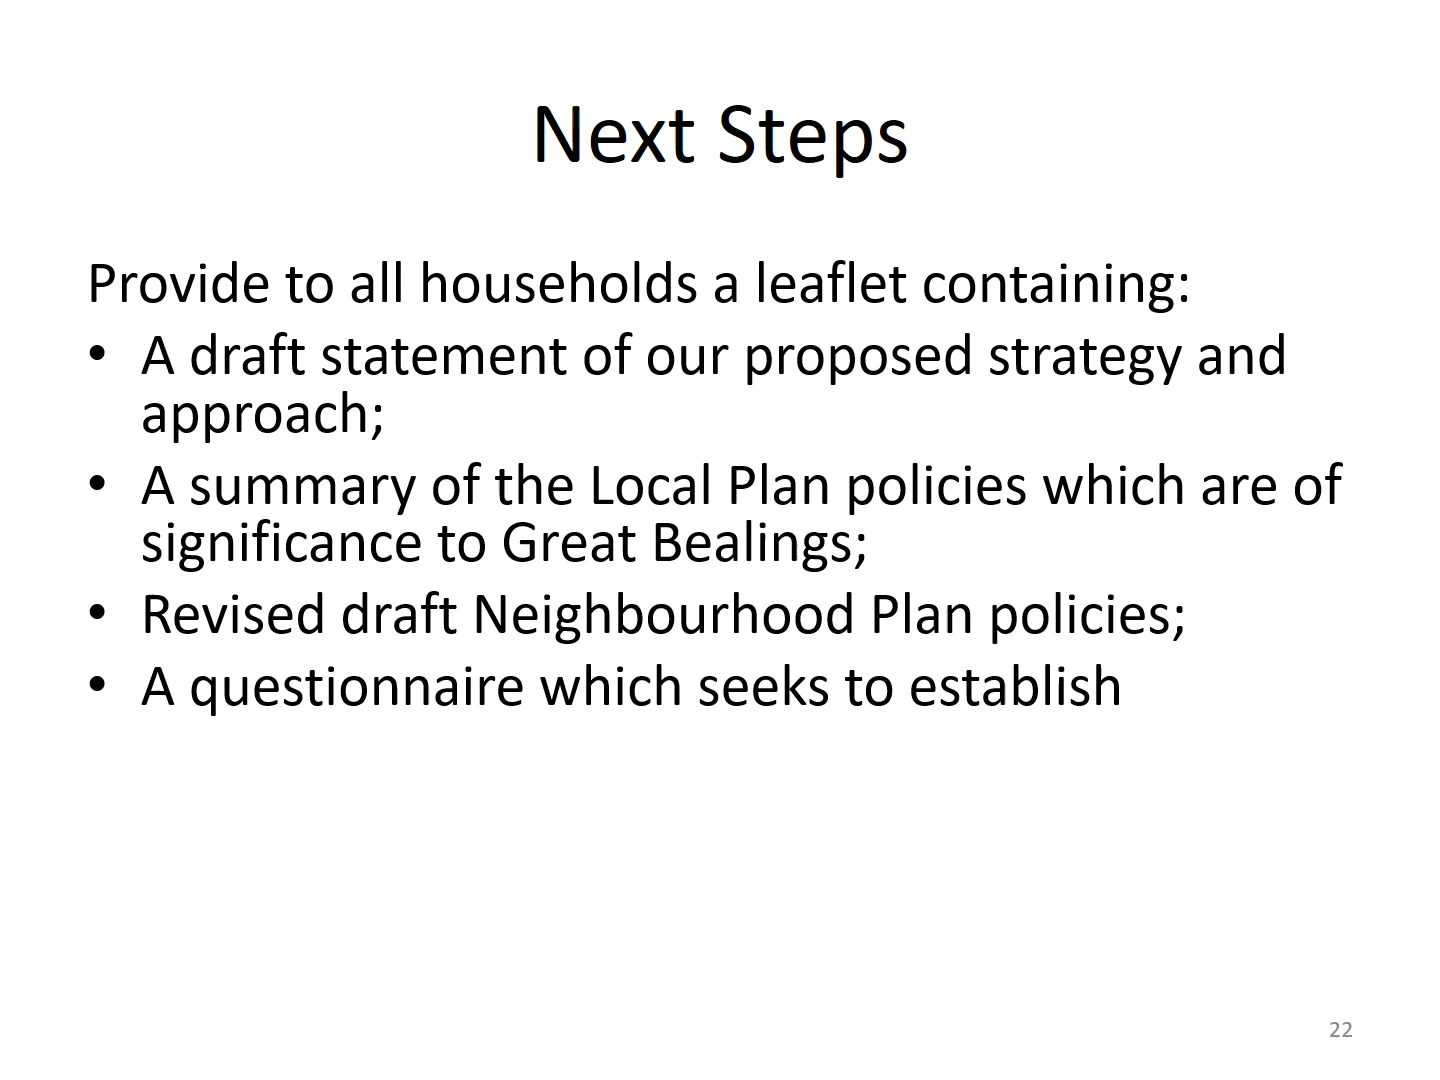 Next Steps
Provide to all households a leaflet containing:
• A draft statement of our proposed strategy and
approach;
• A summary of the Local Plan policies which are of
significance to Great Bealings;
• Revised draft Neighbourhood Plan policies;
• A questionnaire which seeks to establish
22